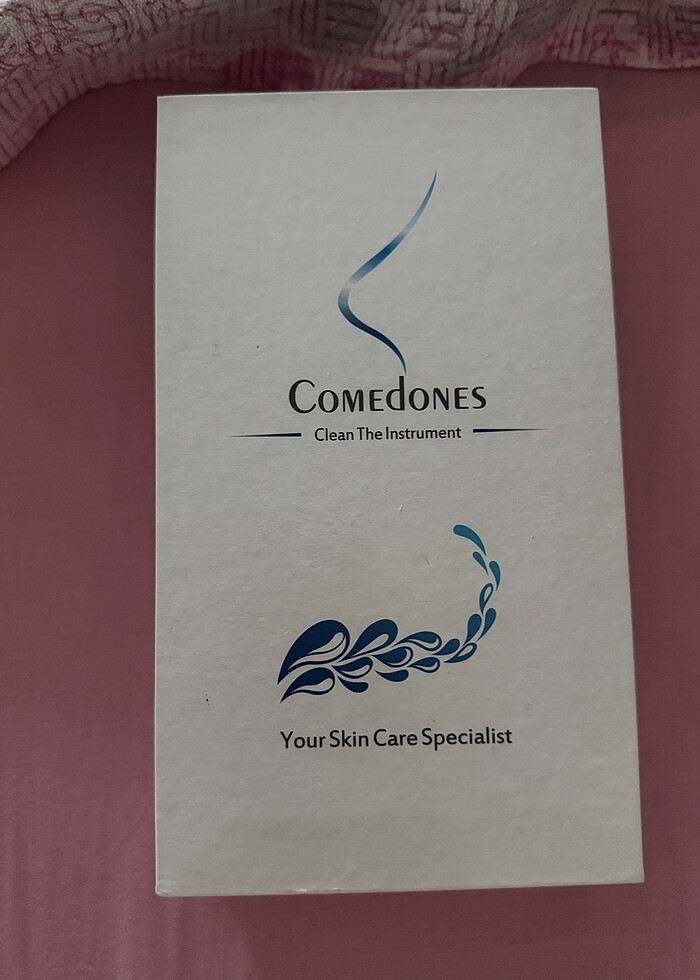 Comedones
Clean The Instrument
Your Skin Care Specialist